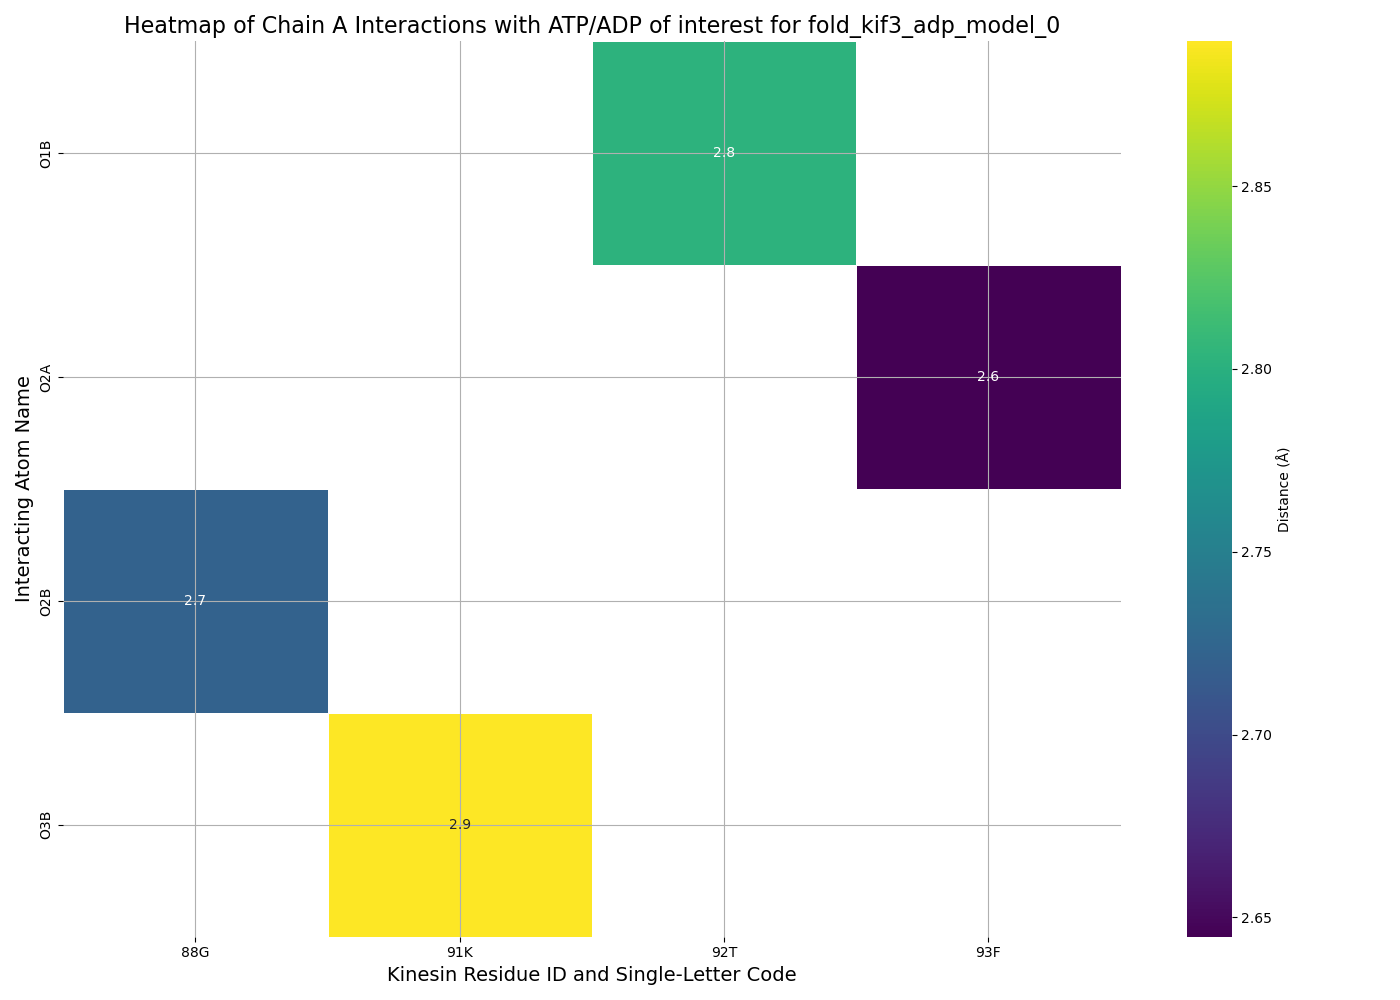 Heatmap of Chain A Interactions with ATP/ADP of interest for fold_kif3_adp_model_0
Interacting Atom Name
O1B
O2A
O2B
O3B
2.8
2.6
2.7
2.9
88G
91K
92T
93F
Kinesin Residue ID and Single-Letter Code
2.85
2.80
2.75
2.70
2.65
Distance (Å)